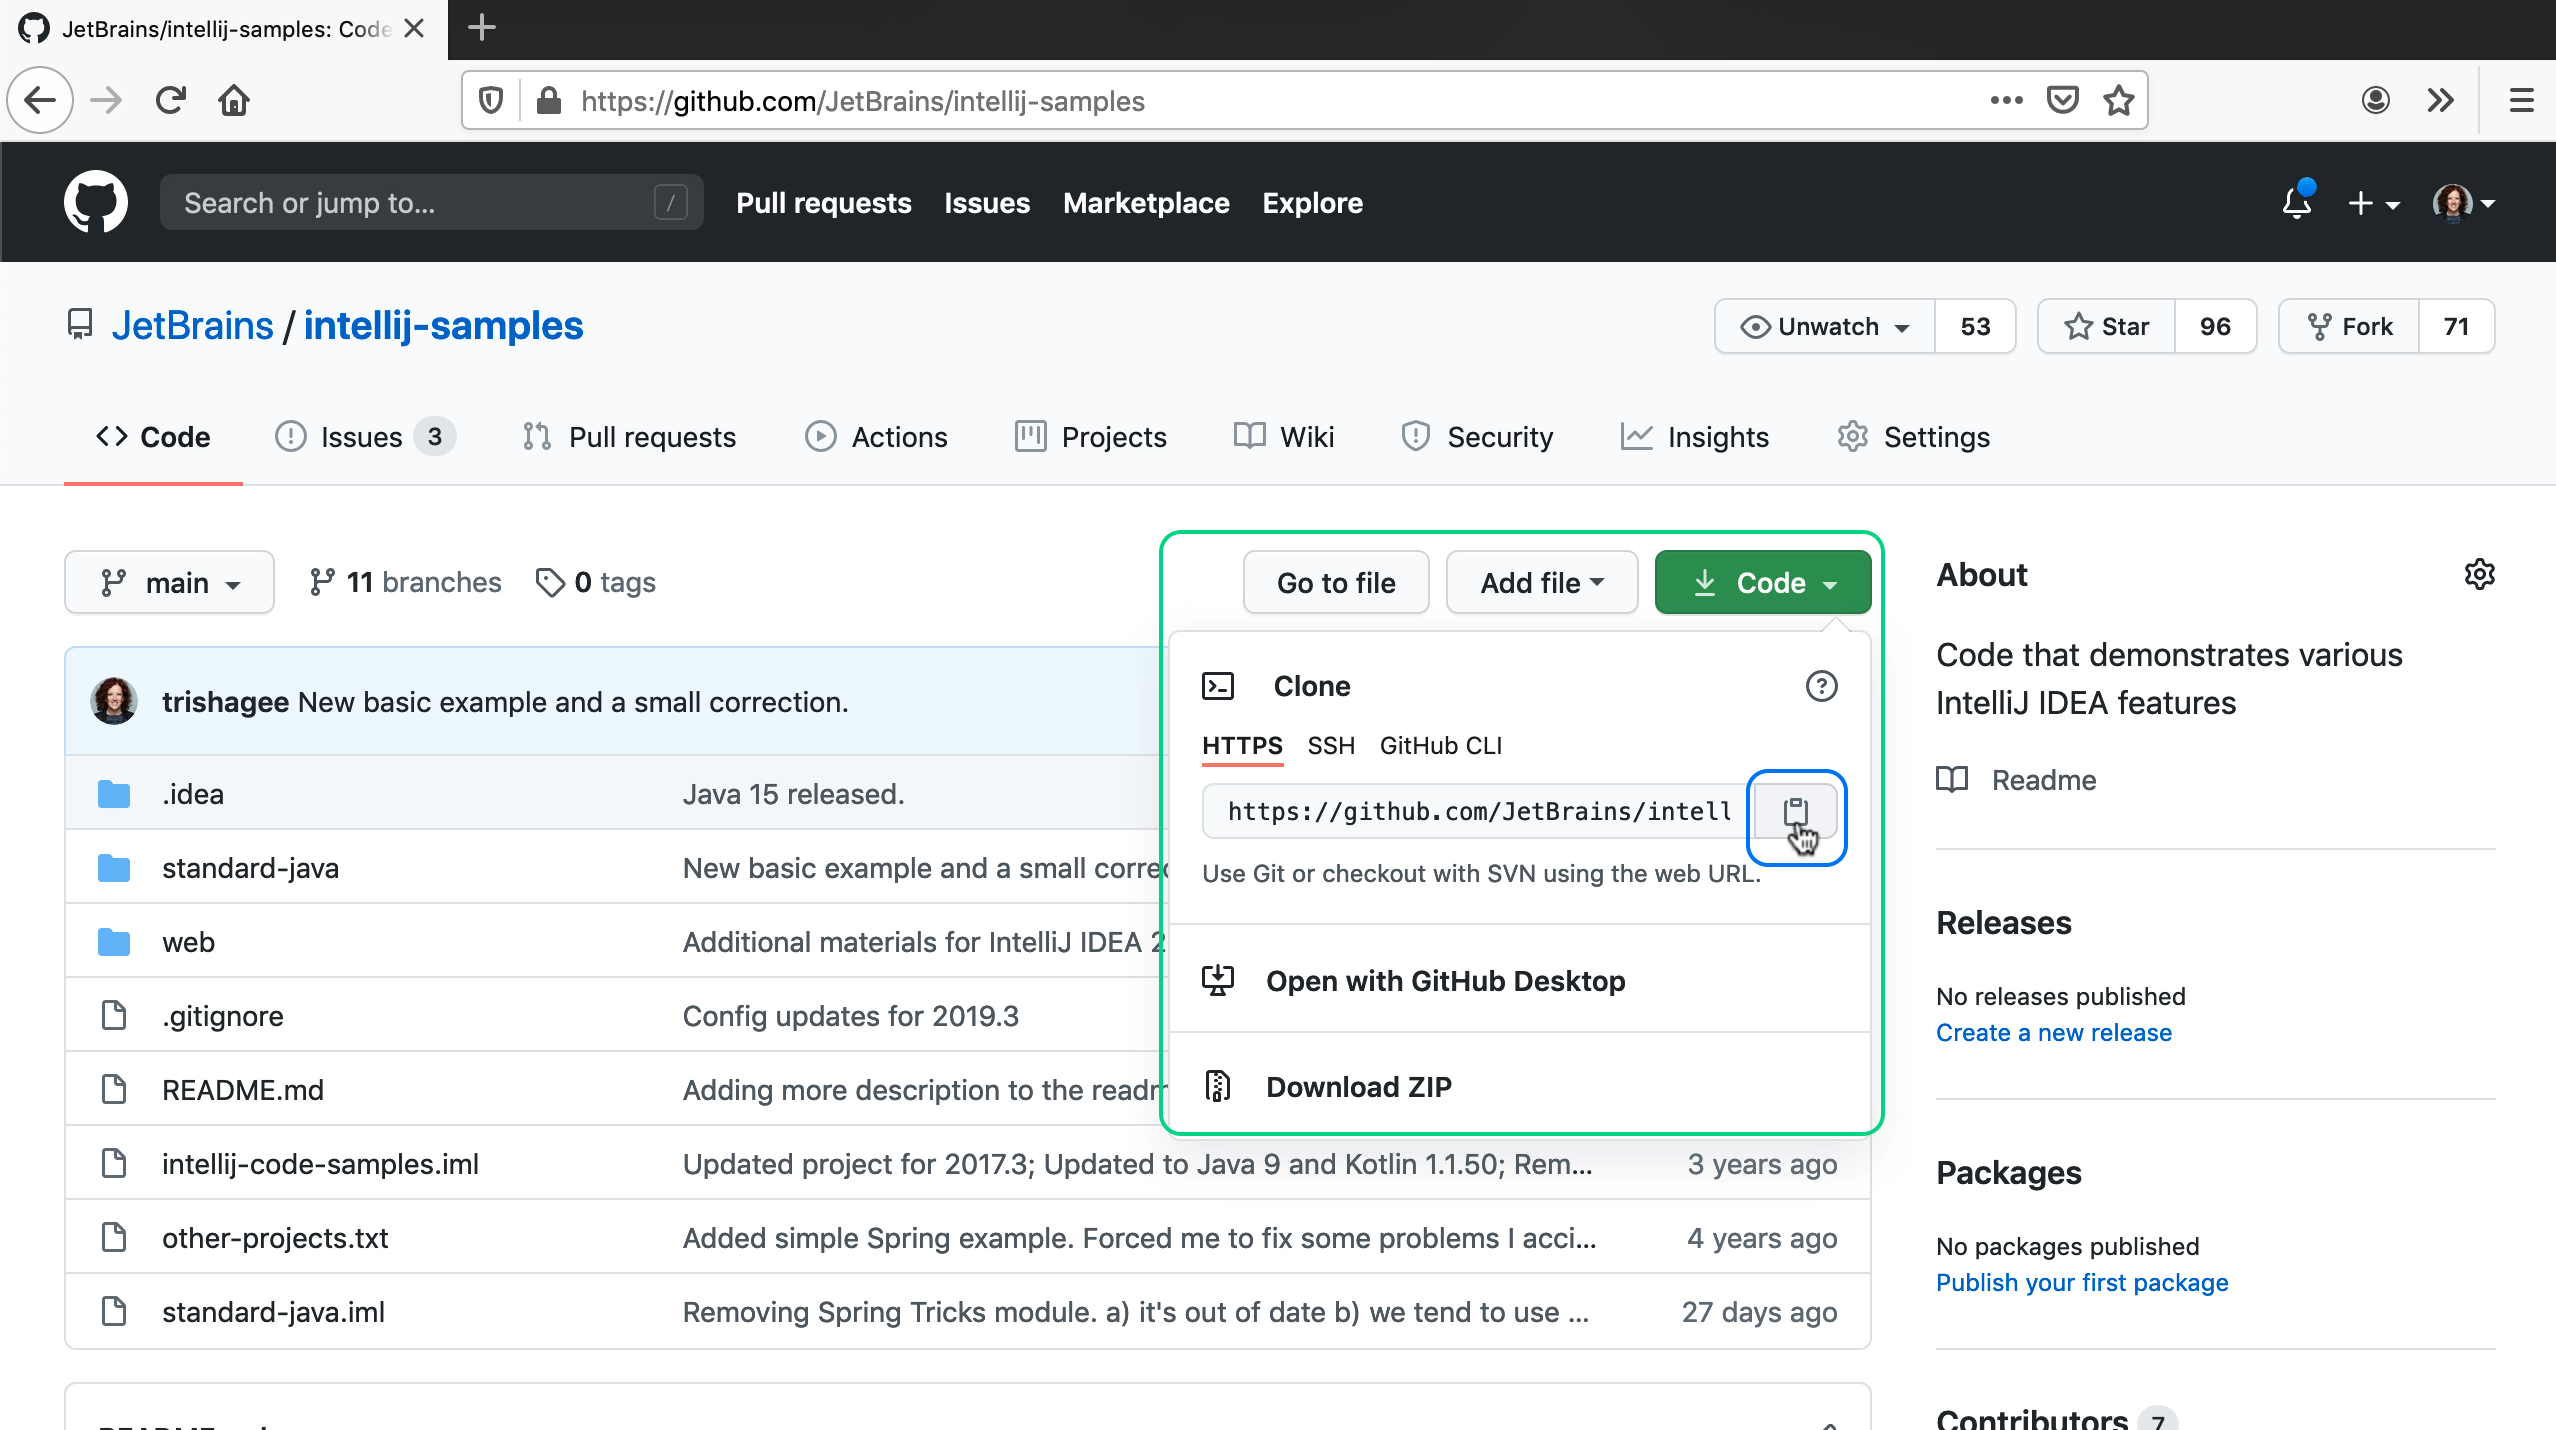 JetBrains/intellij-samples: Code
https://github.com/JetBrains/intellij-samples
Search or jump to... /
Pull requests Issues Marketplace Explore
JetBrains / intellij-samples
Unwatch 53 Star 96 Fork 71
Code Issues 3 Pull requests Actions Projects Wiki Security Insights Settings
main 11 branches 0 tags
Go to file Add file Code
trishagee New basic example and a small correction.
.idea Java 15 released.
standard-java New basic example and a small correc
web Additional materials for IntelliJ IDEA 2
.gitignore Config updates for 2019.3
README.md Adding more description to the readm
intellij-code-samples.iml Updated project for 2017.3; Updated to Java 9 and Kotlin 1.1.50; Rem... 3 years ago
other-projects.txt Added simple Spring example. Forced me to fix some problems I acci... 4 years ago
standard-java.iml Removing Spring Tricks module. a) it's out of date b) we tend to use ... 27 days ago
Clone
HTTPS SSH GitHub CLI
https://github.com/JetBrains/intell
Use Git or checkout with SVN using the web URL.
Open with GitHub Desktop
Download ZIP
About
Code that demonstrates various
IntelliJ IDEA features
Readme
Releases
No releases published
Create a new release
Packages
No packages published
Publish your first package
Contributors 7